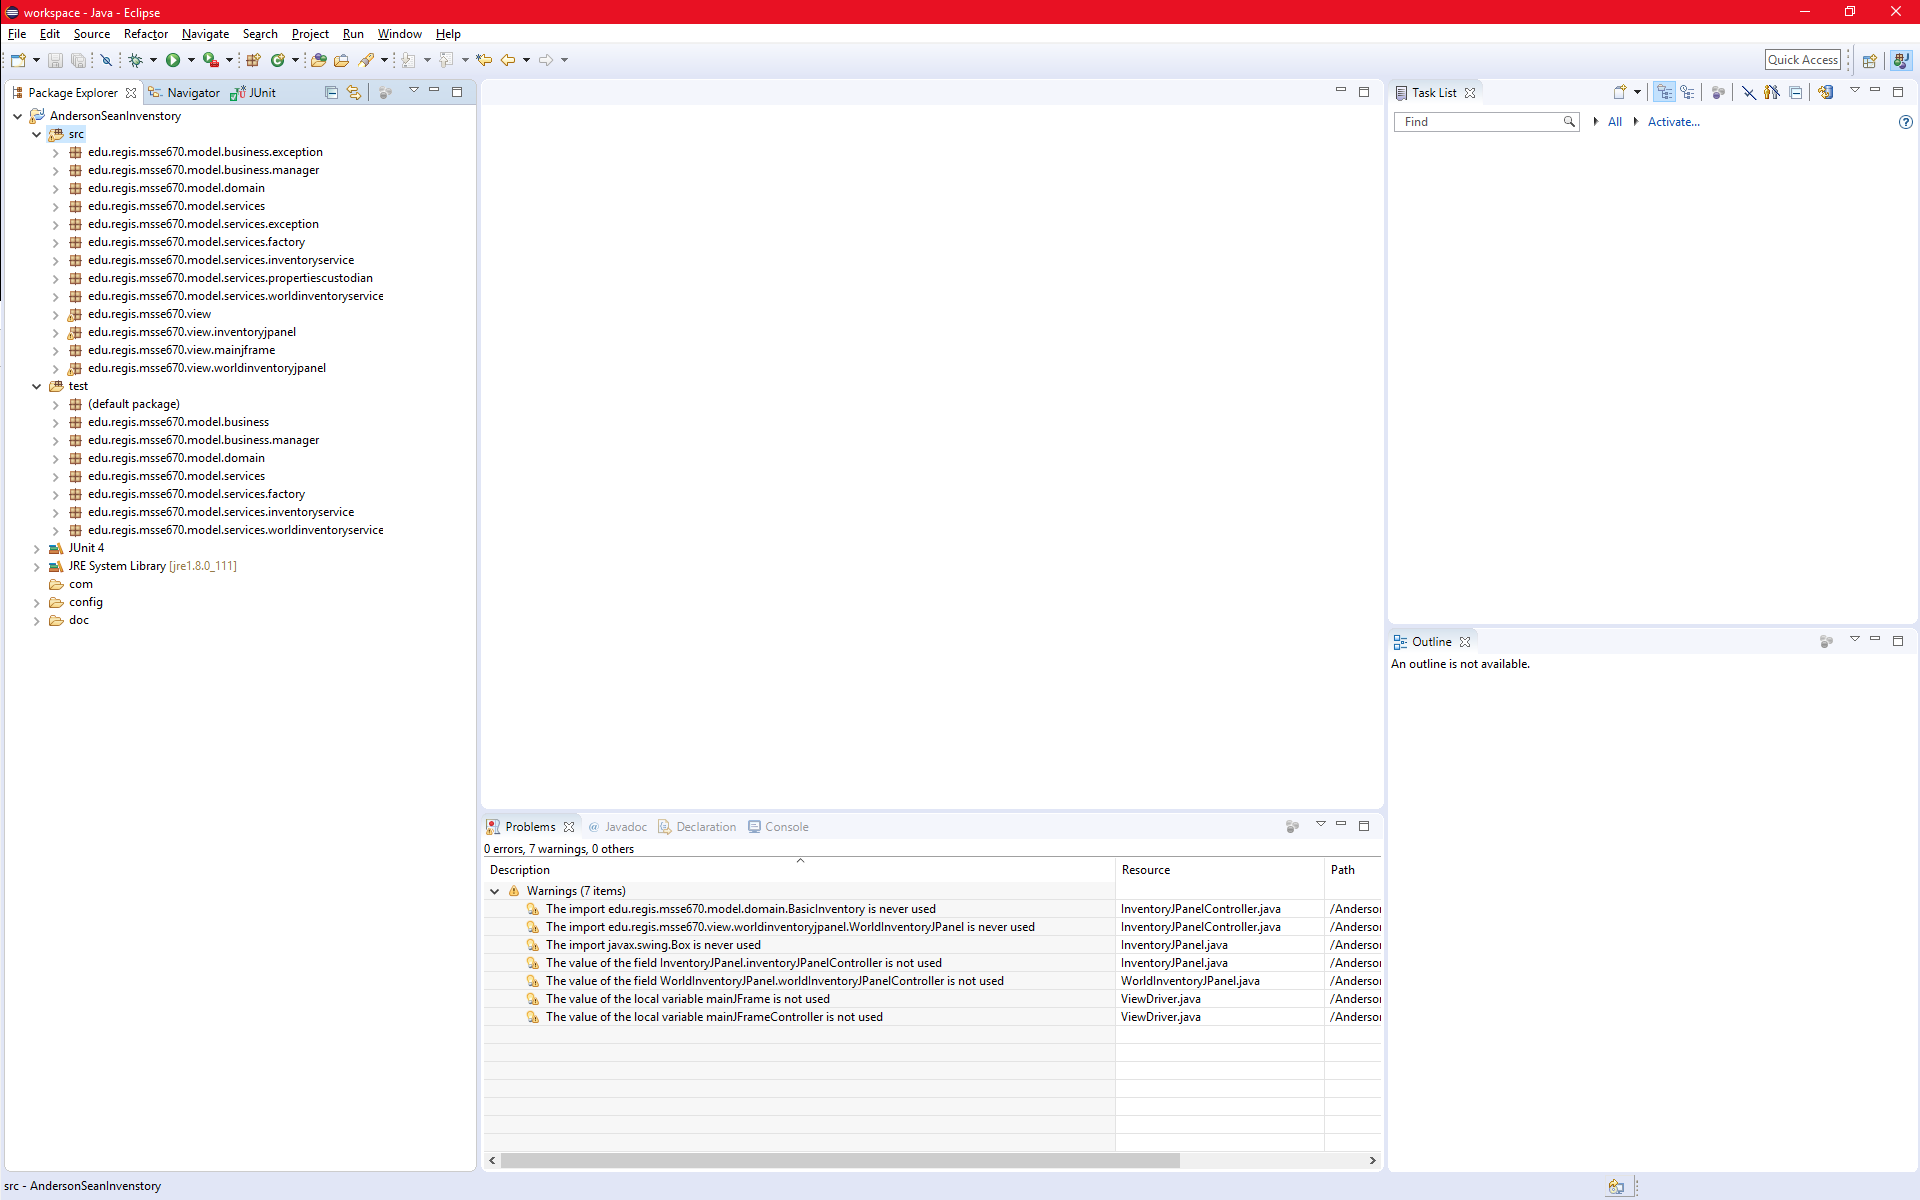 workspace - Java - Eclipse
File Edit Source Refactor Navigate Search Project Run Window Help
Quick Access
Package Explorer Navigator JUnit
AndersonSeanInvenstory
src
edu.regis.msse670.model.business.exception
edu.regis.msse670.model.business.manager
edu.regis.msse670.model.domain
edu.regis.msse670.model.services
edu.regis.msse670.model.services.exception
edu.regis.msse670.model.services.factory
edu.regis.msse670.model.services.inventoryservice
edu.regis.msse670.model.services.propertiescustodian
edu.regis.msse670.model.services.worldinventoryservice
edu.regis.msse670.view
edu.regis.msse670.view.inventoryjpanel
edu.regis.msse670.view.mainjframe
edu.regis.msse670.view.worldinventoryjpanel
test
(default package)
edu.regis.msse670.model.business
edu.regis.msse670.model.business.manager
edu.regis.msse670.model.domain
edu.regis.msse670.model.services
edu.regis.msse670.model.services.factory
edu.regis.msse670.model.services.inventoryservice
edu.regis.msse670.model.services.worldinventoryservice
JUnit 4
JRE System Library [jre1.8.0_111]
com
config
doc
Task List
Find All Activate...
Outline
An outline is not available.
Problems @ Javadoc Declaration Console
0 errors, 7 warnings, 0 others
Description Resource Path
Warnings (7 items)
The import edu.regis.msse670.model.domain.BasicInventory is never used InventoryJPanelController.java /Anderso
The import edu.regis.msse670.view.worldinventoryjpanel.WorldInventoryJPanel is never used InventoryJPanelController.java /Anderso
The import javax.swing.Box is never used InventoryJPanel.java /Anderso
The value of the field InventoryJPanel.inventoryJPanelController is not used InventoryJPanel.java /Anderso
The value of the field WorldInventoryJPanel.worldInventoryJPanelController is not used WorldInventoryJPanel.java /Anderso
The value of the local variable mainJFrame is not used ViewDriver.java /Anderso
The value of the local variable mainJFrameController is not used ViewDriver.java /Anderso
src - AndersonSeanInvenstory